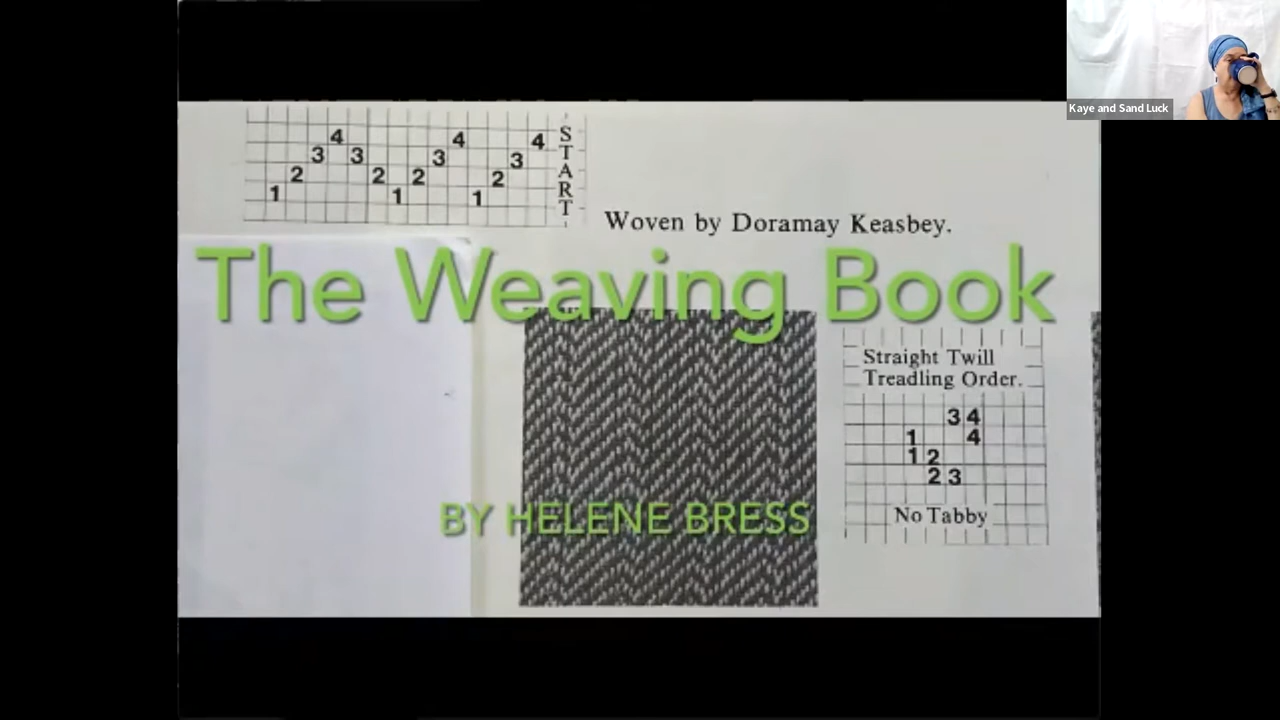 Kaye and Sand Luck
4 4 4
3 3 3 3
2 2 2 2
1 1 1
START
Woven by Doramay Keasbey.
The Weaving Book
Straight Twill
Treadling Order.
3 4
1 4
1 2
2 3
BY HELENE BRESS
No Tabby